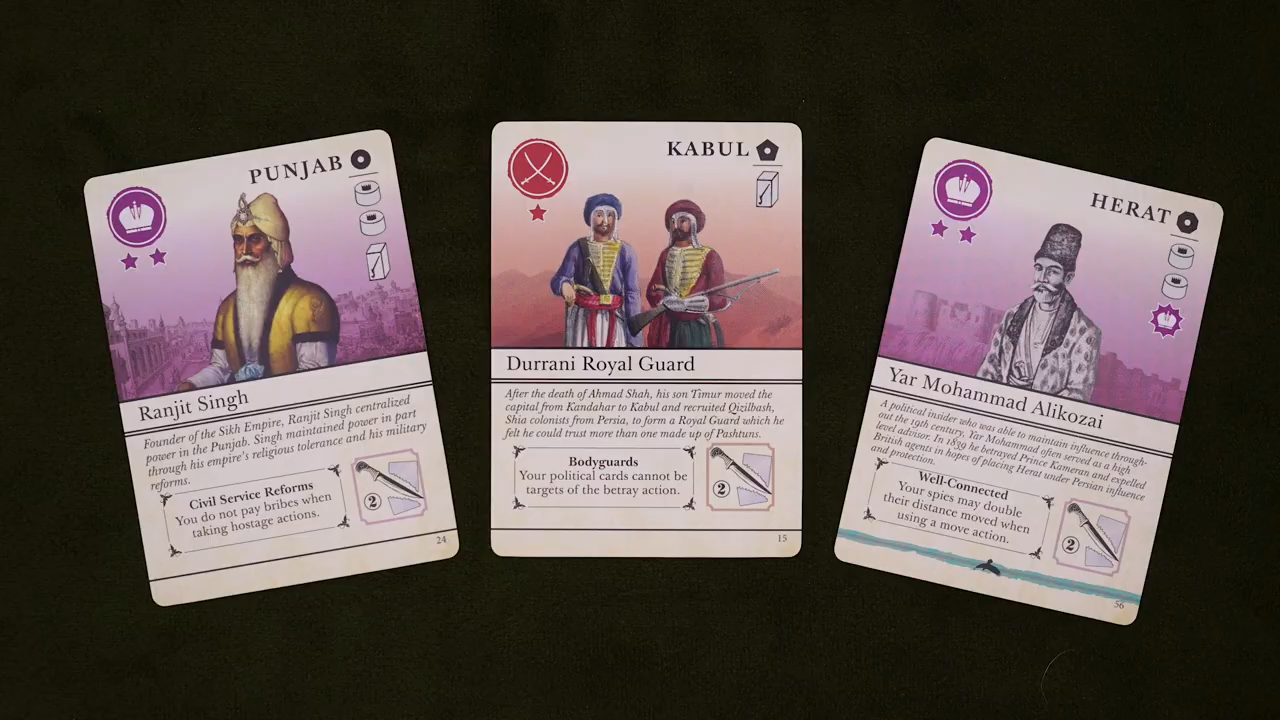 PUNJAB
Ranjit Singh
Founder of the Sikh Empire, Ranjit Singh centralized
power in the Punjab. Singh maintained power in part
through his empire's religious tolerance and his military
reforms.
Civil Service Reforms
You do not pay bribes when
taking hostage actions.
2
24
KABUL
Durrani Royal Guard
After the death of Ahmad Shah, his son Timur moved the
capital from Kandahar to Kabul and recruited Qizilbash,
Shia colonists from Persia, to form a Royal Guard which he
felt he could trust more than one made up of Pashtuns.
Bodyguards
Your political cards cannot be
targets of the betray action.
2
15
HERAT
Yar Mohammad Alikozai
A political insider who was able to maintain influence through-
out the 19th century, Yar Mohammad often served as a high
level advisor. In 1839 he betrayed Prince Kameran and expelled
British agents in hopes of placing Herat under Persian influence
and protection.
Well-Connected
Your spies may double
their distance moved when
using a move action.
2
56